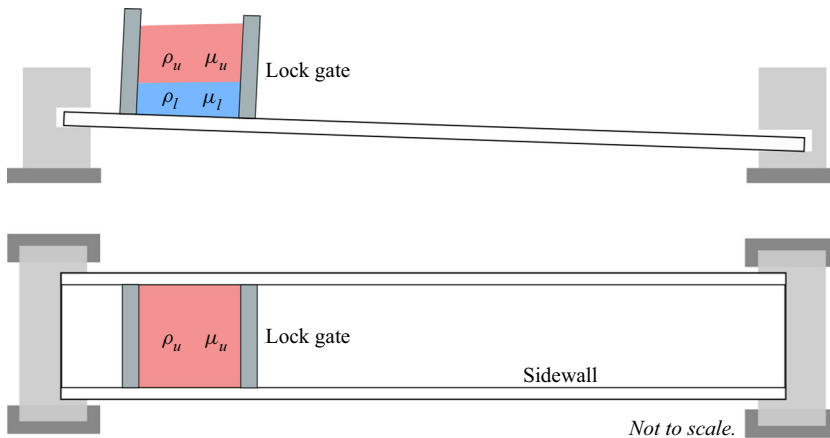 ρu μu
Lock gate
ρl μl
ρu μu
Lock gate
Sidewall
Not to scale.